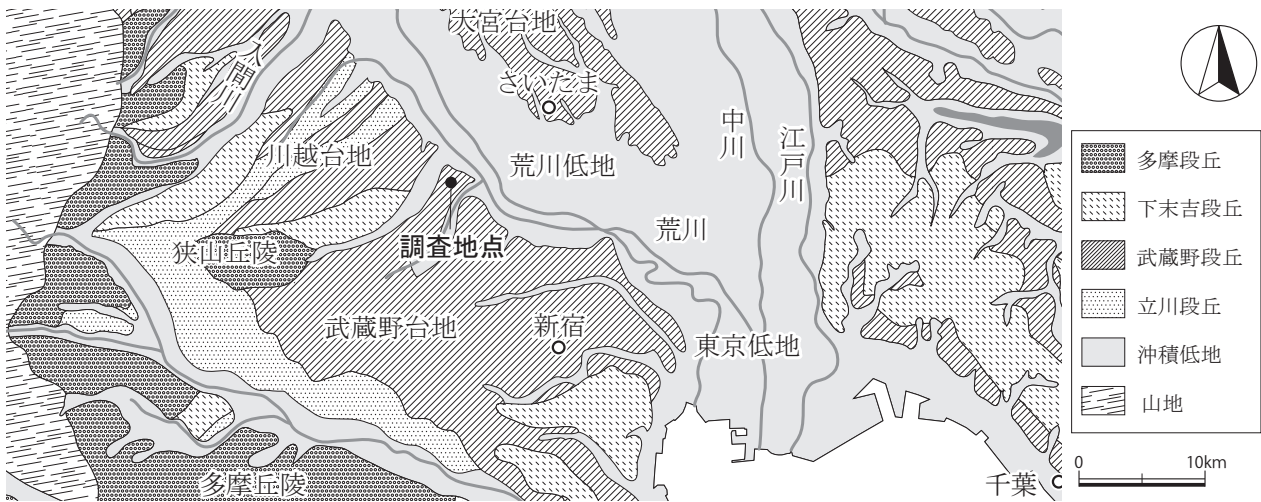 大宮台地
入間川
さいたま
中川
江戸川
川越台地
荒川低地
荒川
調査地点
狭山丘陵
武蔵野台地
新宿
東京低地
多摩丘陵
千葉
多摩段丘
下末吉段丘
武蔵野段丘
立川段丘
沖積低地
山地
0 10km